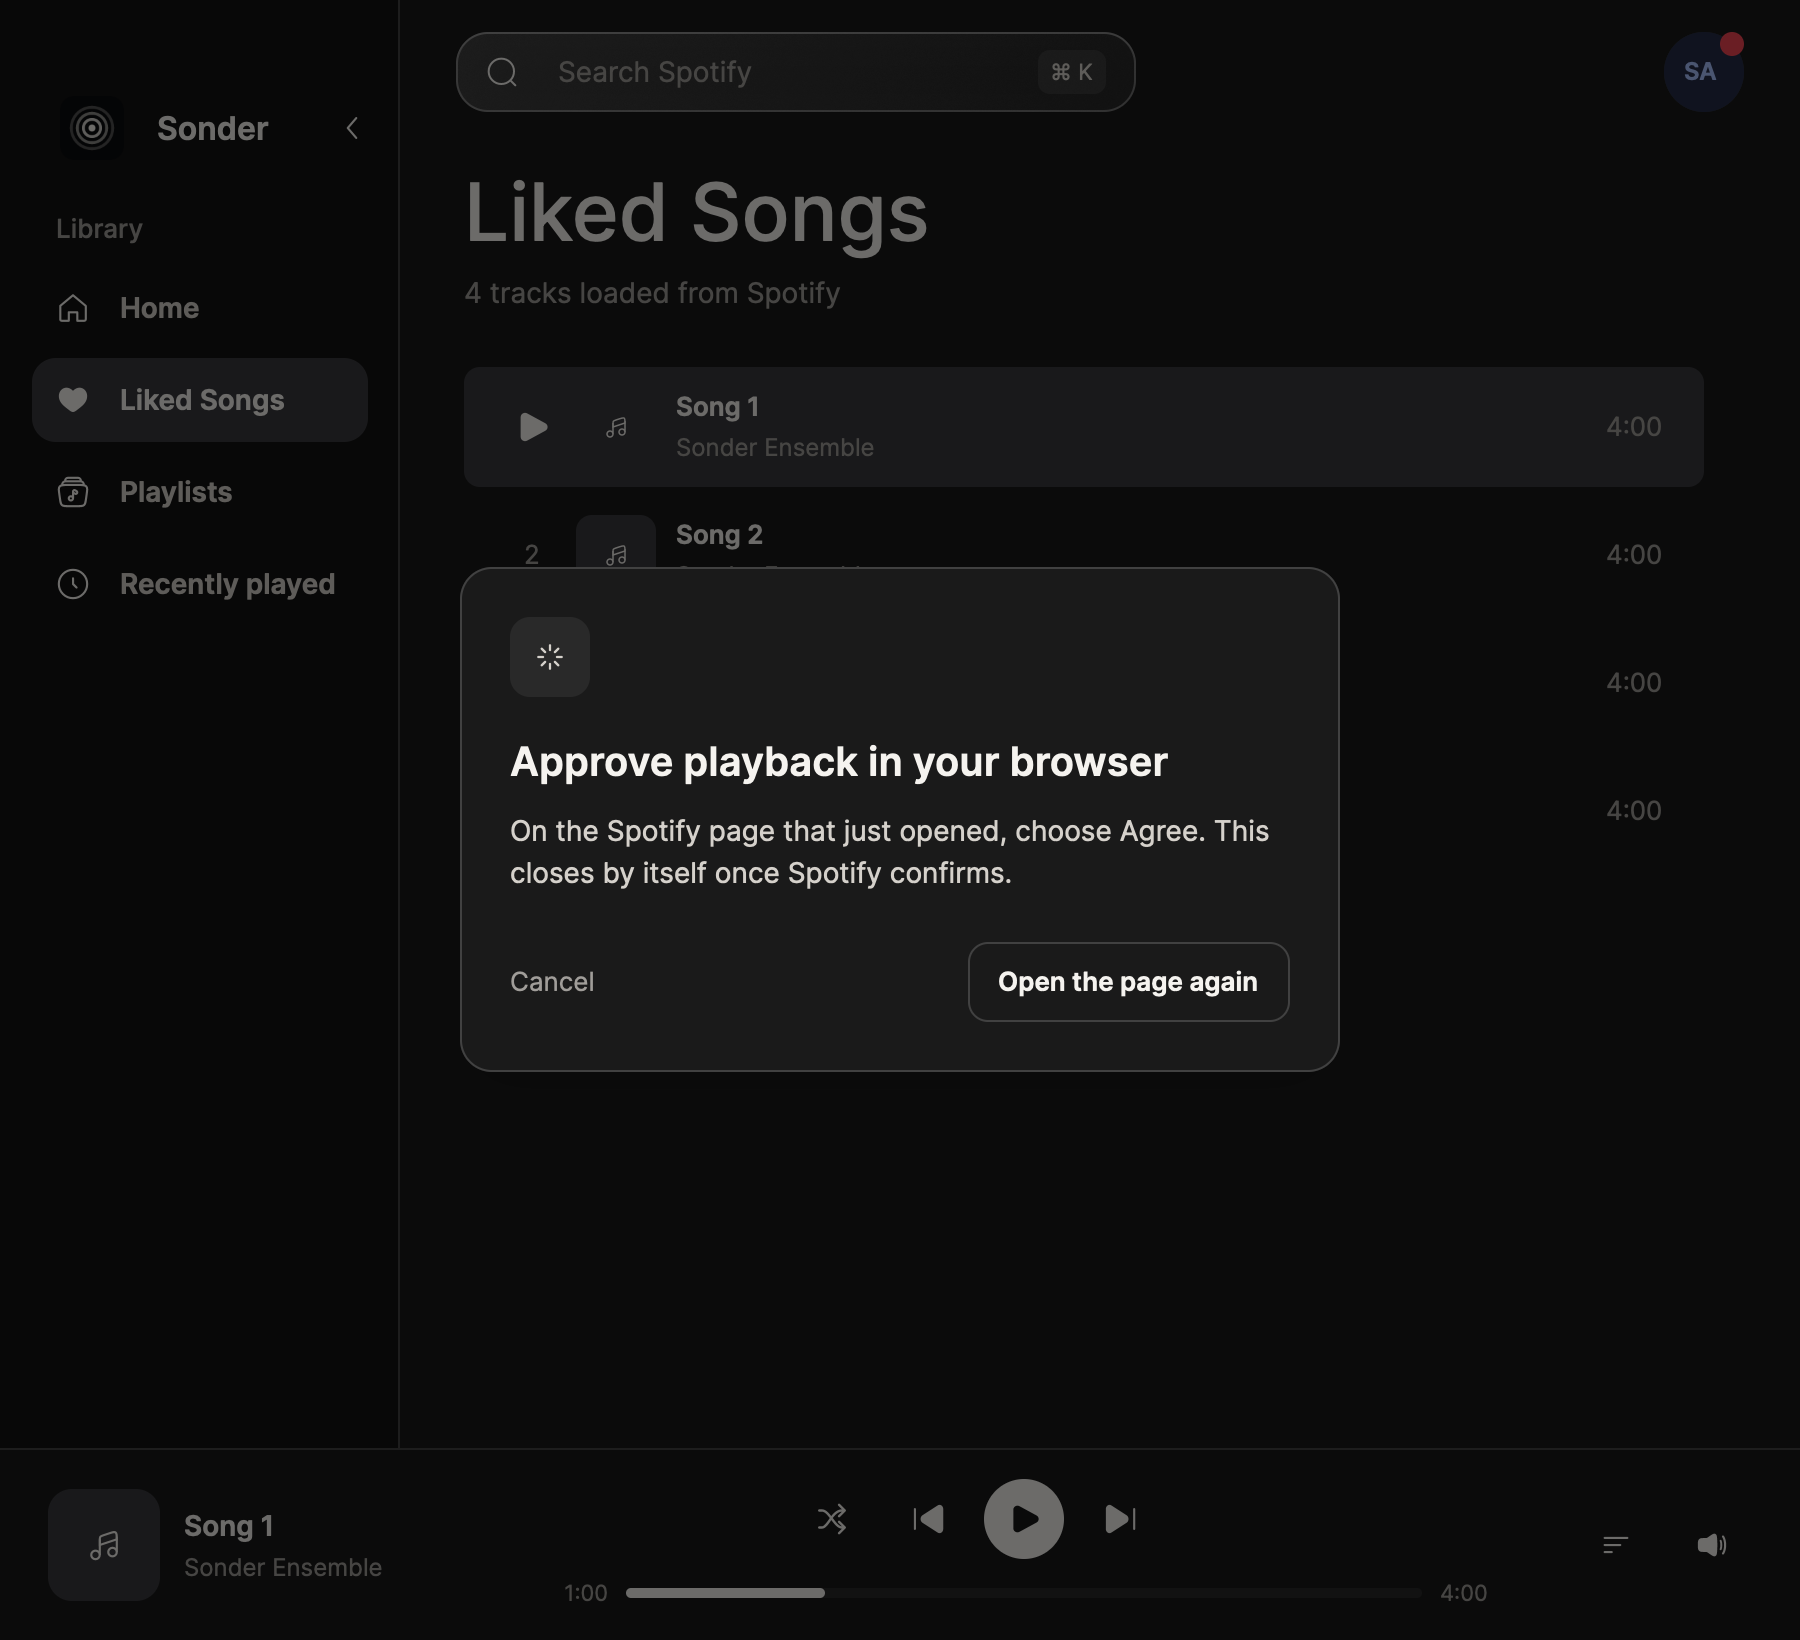 Search Spotify
⌘ K
SA
Sonder
Library
Home
Liked Songs
Playlists
Recently played
Liked Songs
4 tracks loaded from Spotify
Song 1
Sonder Ensemble
4:00
2
Song 2
4:00
4:00
4:00
Approve playback in your browser
On the Spotify page that just opened, choose Agree. This
closes by itself once Spotify confirms.
Cancel
Open the page again
Song 1
Sonder Ensemble
1:00
4:00